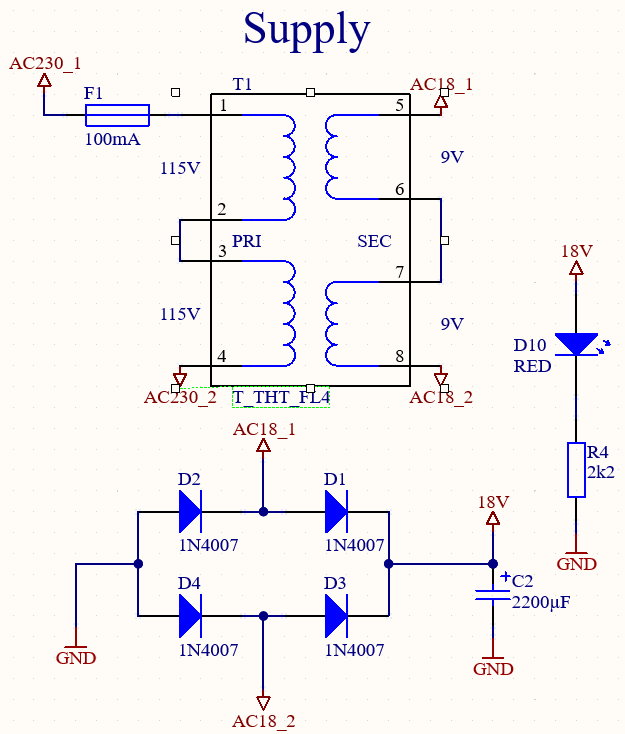 Supply
AC230_1
F1
100mA
T1
1
115V
2
PRI
3
115V
4
AC230_2
T_THT_FL4
AC18_1
5
9V
6
SEC
7
9V
8
AC18_2
18V
D10
RED
R4
2k2
GND
AC18_1
D2
1N4007
D1
1N4007
D4
1N4007
D3
1N4007
GND
AC18_2
18V
+
C2
2200µF
GND